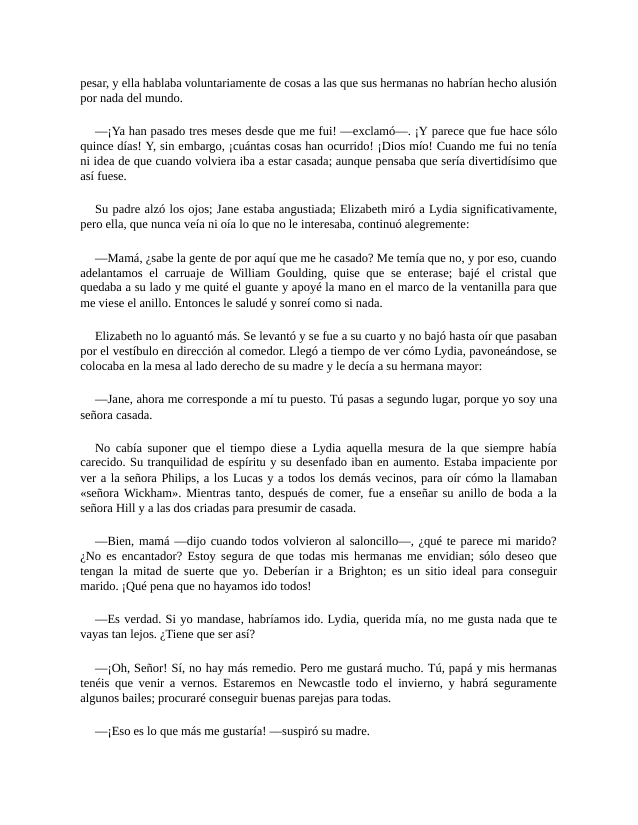 pesar, y ella hablaba voluntariamente de cosas a las que sus hermanas no habrían hecho alusión
por nada del mundo.
—¡Ya han pasado tres meses desde que me fui! —exclamó—. ¡Y parece que fue hace sólo
quince días! Y, sin embargo, ¡cuántas cosas han ocurrido! ¡Dios mío! Cuando me fui no tenía
ni idea de que cuando volviera iba a estar casada; aunque pensaba que sería divertidísimo que
así fuese.
Su padre alzó los ojos; Jane estaba angustiada; Elizabeth miró a Lydia significativamente,
pero ella, que nunca veía ni oía lo que no le interesaba, continuó alegremente:
—Mamá, ¿sabe la gente de por aquí que me he casado? Me temía que no, y por eso, cuando
adelantamos el carruaje de William Goulding, quise que se enterase; bajé el cristal que
quedaba a su lado y me quité el guante y apoyé la mano en el marco de la ventanilla para que
me viese el anillo. Entonces le saludé y sonreí como si nada.
Elizabeth no lo aguantó más. Se levantó y se fue a su cuarto y no bajó hasta oír que pasaban
por el vestíbulo en dirección al comedor. Llegó a tiempo de ver cómo Lydia, pavoneándose, se
colocaba en la mesa al lado derecho de su madre y le decía a su hermana mayor:
—Jane, ahora me corresponde a mí tu puesto. Tú pasas a segundo lugar, porque yo soy una
señora casada.
No cabía suponer que el tiempo diese a Lydia aquella mesura de la que siempre había
carecido. Su tranquilidad de espíritu y su desenfado iban en aumento. Estaba impaciente por
ver a la señora Philips, a los Lucas y a todos los demás vecinos, para oír cómo la llamaban
«señora Wickham». Mientras tanto, después de comer, fue a enseñar su anillo de boda a la
señora Hill y a las dos criadas para presumir de casada.
—Bien, mamá —dijo cuando todos volvieron al saloncillo—, ¿qué te parece mi marido?
¿No es encantador? Estoy segura de que todas mis hermanas me envidian; sólo deseo que
tengan la mitad de suerte que yo. Deberían ir a Brighton; es un sitio ideal para conseguir
marido. ¡Qué pena que no hayamos ido todos!
—Es verdad. Si yo mandase, habríamos ido. Lydia, querida mía, no me gusta nada que te
vayas tan lejos. ¿Tiene que ser así?
—¡Oh, Señor! Sí, no hay más remedio. Pero me gustará mucho. Tú, papá y mis hermanas
tenéis que venir a vernos. Estaremos en Newcastle todo el invierno, y habrá seguramente
algunos bailes; procuraré conseguir buenas parejas para todas.
—¡Eso es lo que más me gustaría! —suspiró su madre.